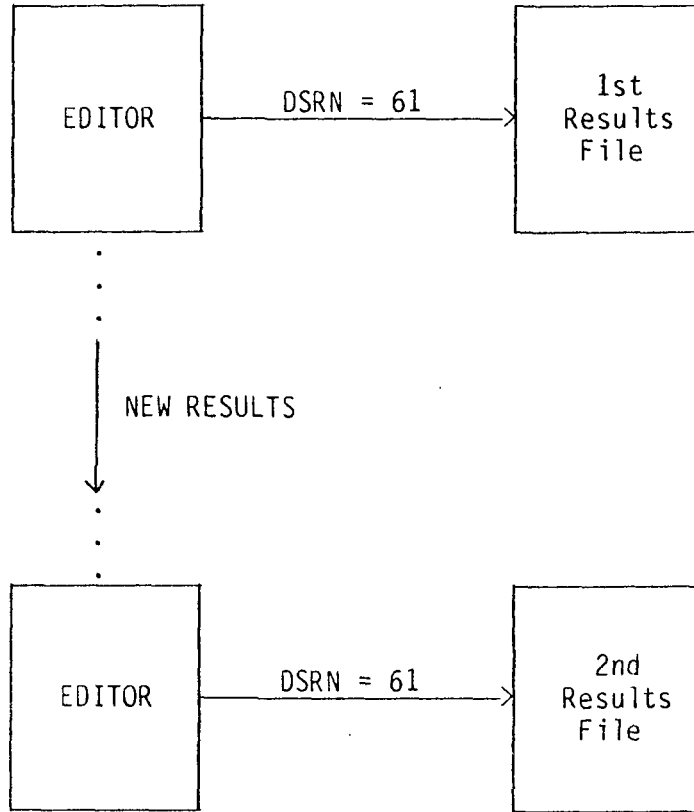 EDITOR
DSRN = 61
1st
Results
File
NEW RESULTS
EDITOR
DSRN = 61
2nd
Results
File